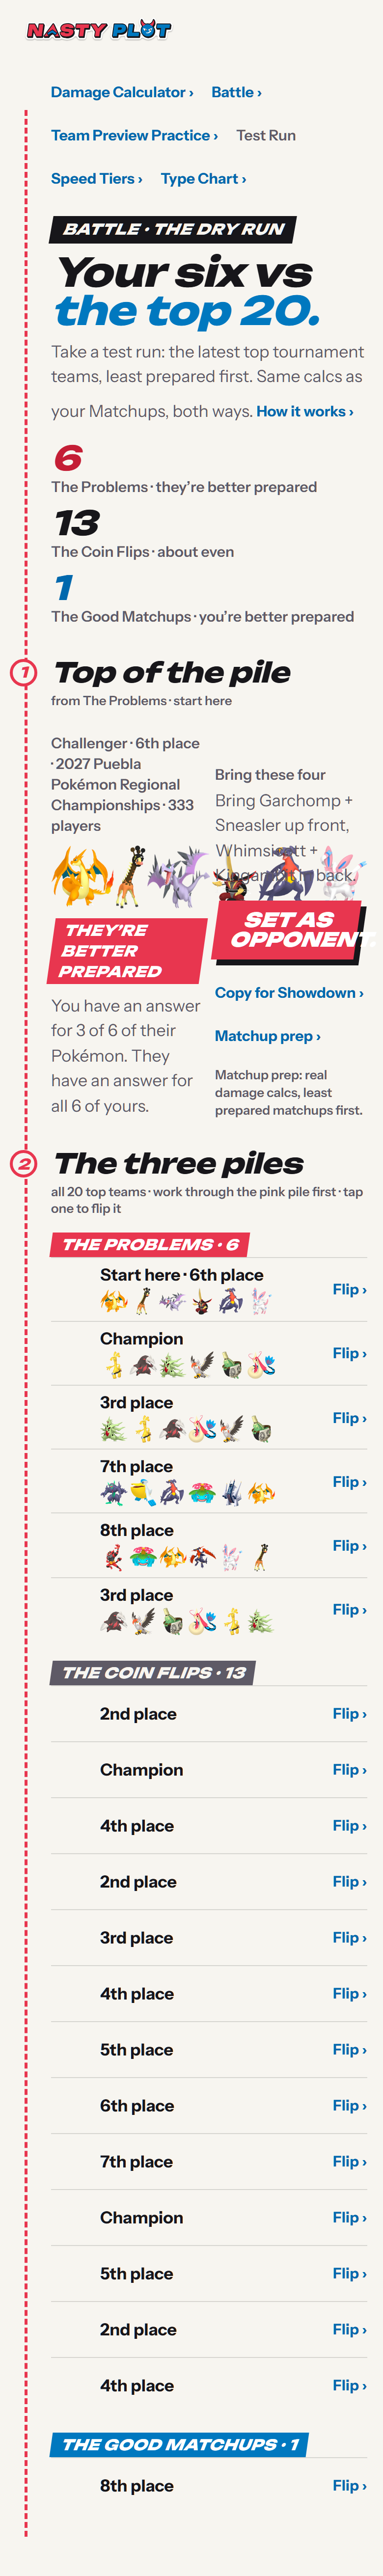 NASTY PLOT
Damage Calculator › Battle ›
Team Preview Practice › Test Run
Speed Tiers › Type Chart ›
BATTLE · THE DRY RUN
Your six vs
the top 20.
Take a test run: the latest top tournament
teams, least prepared first. Same calcs as
your Matchups, both ways. How it works ›
6
The Problems · they’re better prepared
13
The Coin Flips · about even
1
The Good Matchups · you’re better prepared
1
Top of the pile
from The Problems · start here
Challenger · 6th place
· 2027 Puebla
Pokémon Regional
Championships · 333
players
THEY’RE
BETTER
PREPARED
You have an answer
for 3 of 6 of their
Pokémon. They
have an answer for
all 6 of yours.
Bring these four
Bring Garchomp +
Sneasler up front,
Whimsicott +
back.
SET AS
OPPONENT.
Copy for Showdown ›
Matchup prep ›
Matchup prep: real
damage calcs, least
prepared matchups first.
2
The three piles
all 20 top teams · work through the pink pile first · tap
one to flip it
THE PROBLEMS · 6
Start here · 6th place
Flip ›
Champion
Flip ›
3rd place
Flip ›
7th place
Flip ›
8th place
Flip ›
3rd place
Flip ›
THE COIN FLIPS · 13
2nd place Flip ›
Champion Flip ›
4th place Flip ›
2nd place Flip ›
3rd place Flip ›
4th place Flip ›
5th place Flip ›
6th place Flip ›
7th place Flip ›
Champion Flip ›
5th place Flip ›
2nd place Flip ›
4th place Flip ›
THE GOOD MATCHUPS · 1
8th place Flip ›